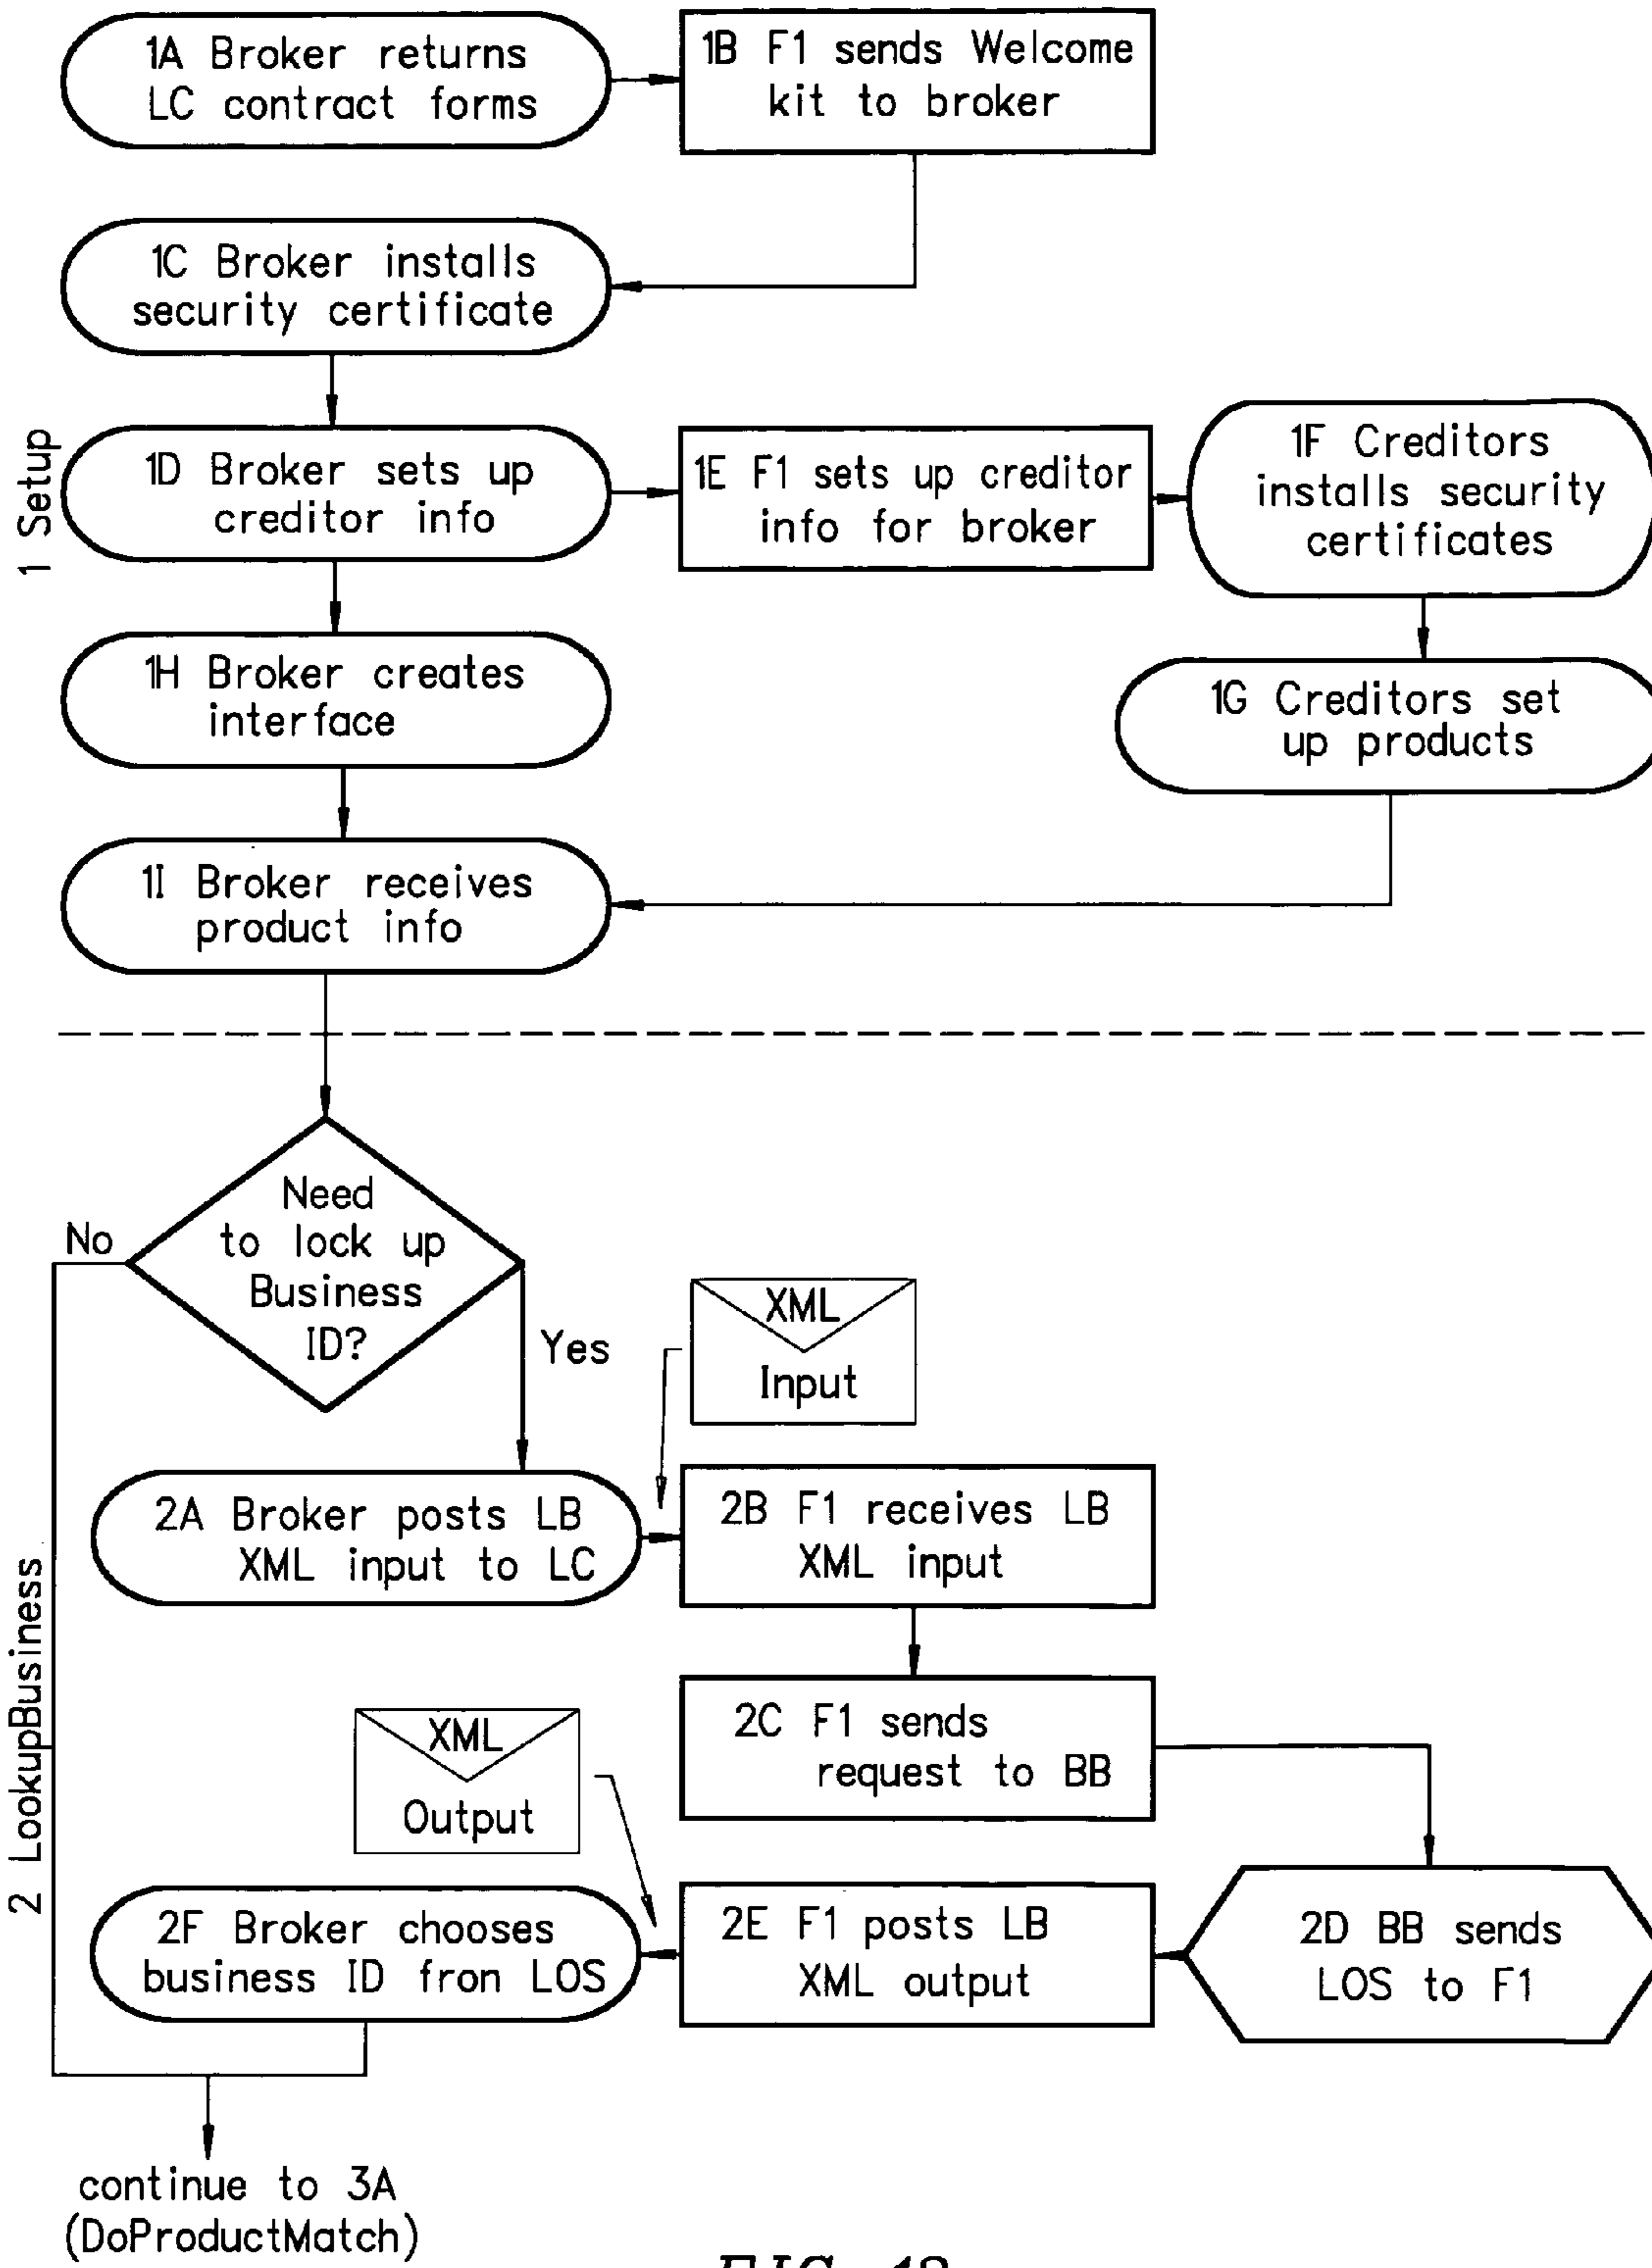 1A Broker returns
LC contract forms
1B F1 sends Welcome
kit to broker
1C Broker installs
security certificate
1 Setup
1D Broker sets up
creditor info
1E F1 sets up creditor
info for broker
1F Creditors
installs security
certificates
1H Broker creates
interface
1G Creditors set
up products
1I Broker receives
product info
Need
to lock up
Business
ID?
No
Yes
XML
Input
2A Broker posts LB
XML input to LC
2B F1 receives LB
XML input
2 LookupBusiness
2C F1 sends
request to BB
XML
Output
2F Broker chooses
business ID fron LOS
2E F1 posts LB
XML output
2D BB sends
LOS to F1
continue to 3A
(DoProductMatch)